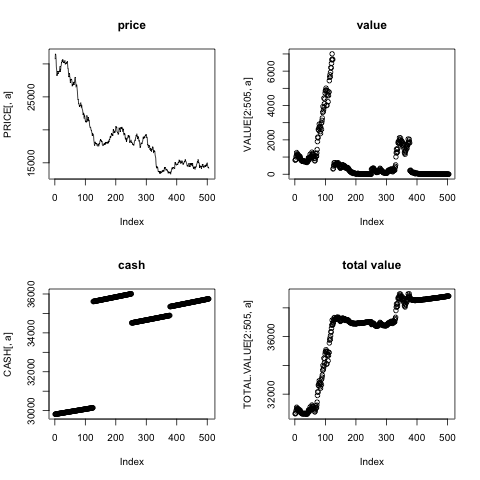 price
PRICE[, a]
15000 25000
0 100 200 300 400 500
Index
value
VALUE[2:505, a]
0 2000 4000 6000
0 100 200 300 400 500
Index
cash
CASH[, a]
30000 32000 34000 36000
0 100 200 300 400 500
Index
total value
TOTAL.VALUE[2:505, a]
32000 36000
0 100 200 300 400 500
Index